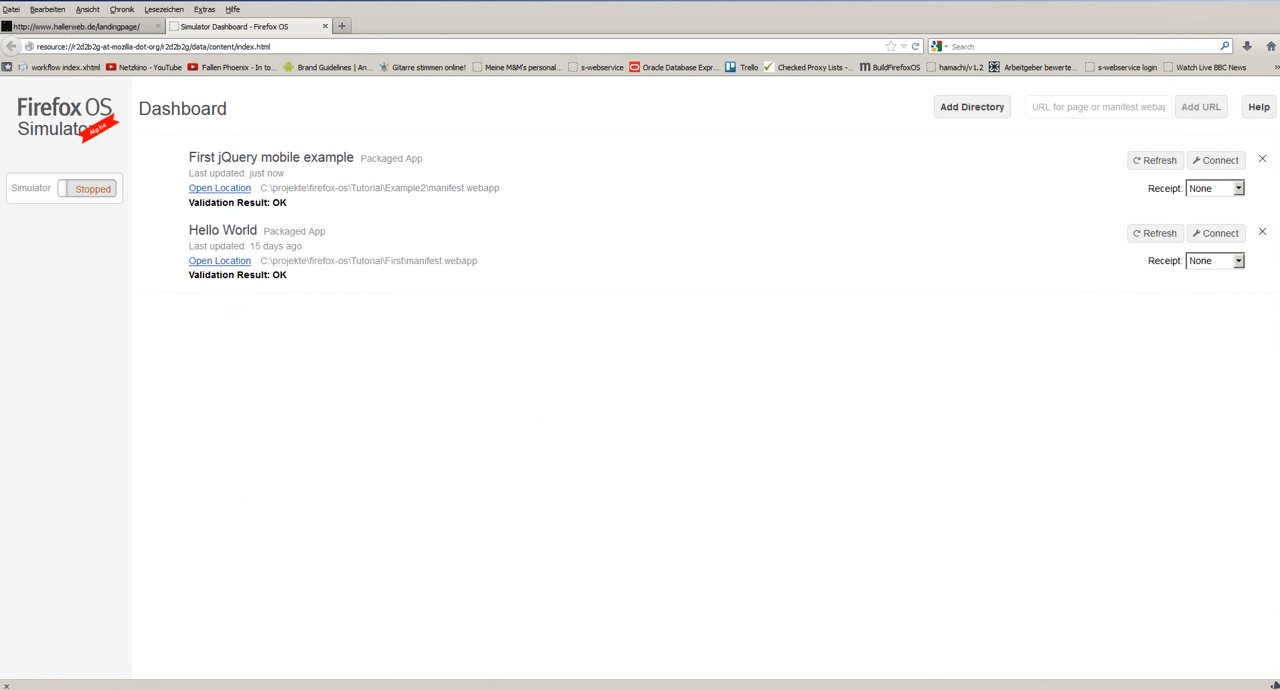 Datei Bearbeiten Ansicht Chronik Lesezeichen Extras Hilfe
http://www.hallerweb.de/landingpage/ Simulator Dashboard - Firefox OS
resource://r2d2b2g-at-mozilla-dot-org/r2d2b2g/data/content/index.html Search
workflow index.xhtml Netzkino - YouTube Fallen Phoenix - In to... Brand Guidelines | An... Gitarre stimmen online! Meine M&M's personal... s-webservice Oracle Database Expr... Trello Checked Proxy Lists -... BuildFirefoxOS hamachi/v1.2 Arbeitgeber bewerte... s-webservice login Watch Live BBC News
Firefox OS
Simulator
Alpha
Dashboard
Add Directory URL for page or manifest.webapp Add URL Help
Simulator Stopped
First jQuery mobile example Packaged App
Refresh Connect
Last updated: just now
Open Location C:\projekte\firefox-os\Tutorial\Example2\manifest.webapp
Receipt: None
Validation Result: OK
Hello World Packaged App
Refresh Connect
Last updated: 15 days ago
Open Location C:\projekte\firefox-os\Tutorial\First\manifest.webapp
Receipt: None
Validation Result: OK